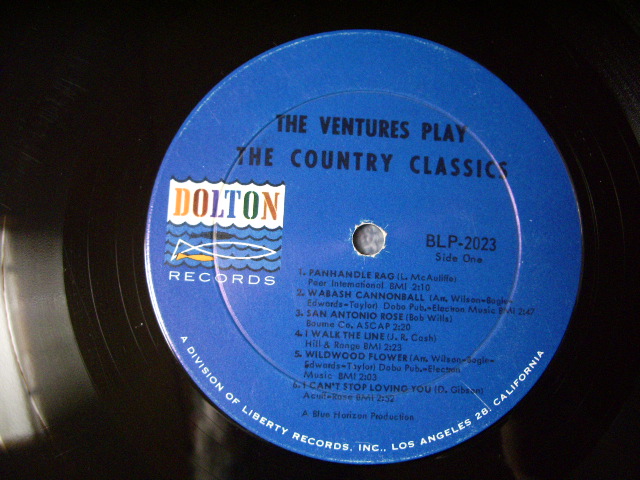 THE VENTURES PLAY
THE COUNTRY CLASSICS
DOLTON
RECORDS
BLP-2023
Side One
1. PANHANDLE RAG (L. McAuliffe)
Peer International BMI 2:10
2. WABASH CANNONBALL (Arr. Wilson-Bogle-
Edwards-Taylor) Dobo Pub.-Electron Music BMI 2:47
3. SAN ANTONIO ROSE (Bob Wills)
Bourne Co. ASCAP 2:20
4. I WALK THE LINE (J. R. Cash)
Hill & Range BMI 2:23
5. WILDWOOD FLOWER (Arr. Wilson-Bogle-
Edwards-Taylor) Dobo Pub.-Electron
Music BMI 2:03
6. I CAN'T STOP LOVING YOU (D. Gibson)
Acuff-Rose BMI 2:52
A Blue Horizon Production
A DIVISION OF LIBERTY RECORDS, INC., LOS ANGELES 28, CALIFORNIA